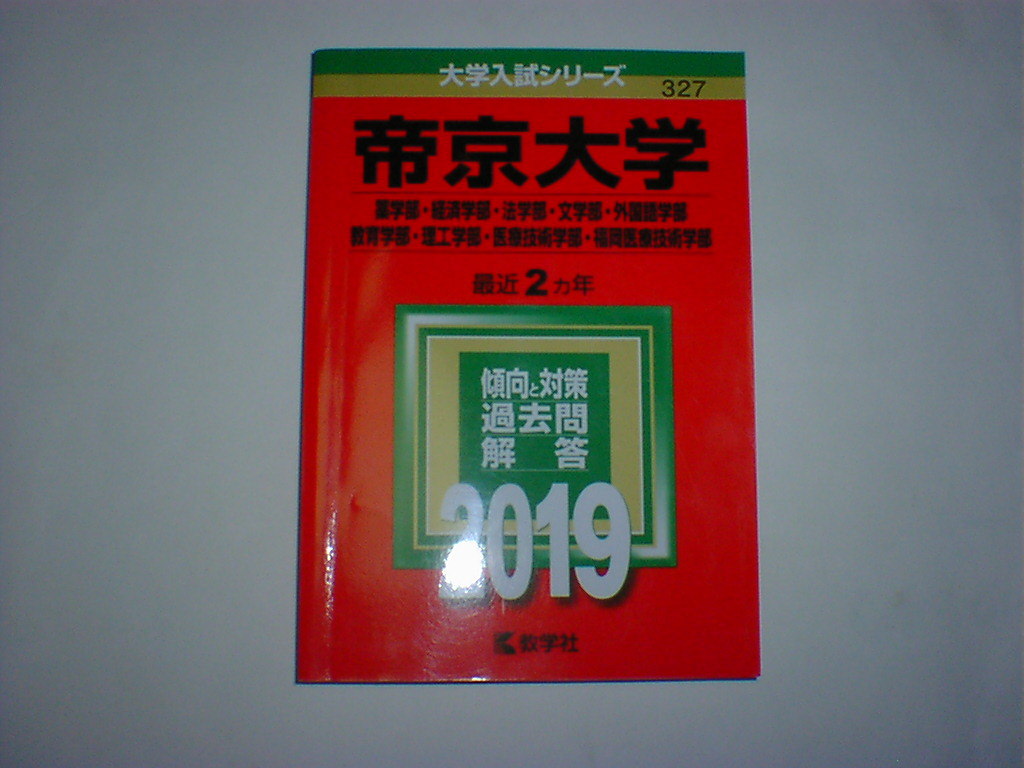 大学入試シリーズ
327
帝京大学
薬学部・経済学部・法学部・文学部・外国語学部
教育学部・理工学部・医療技術学部・福岡医療技術学部
最近2カ年
傾向と対策
過去問
解答
2019
教学社